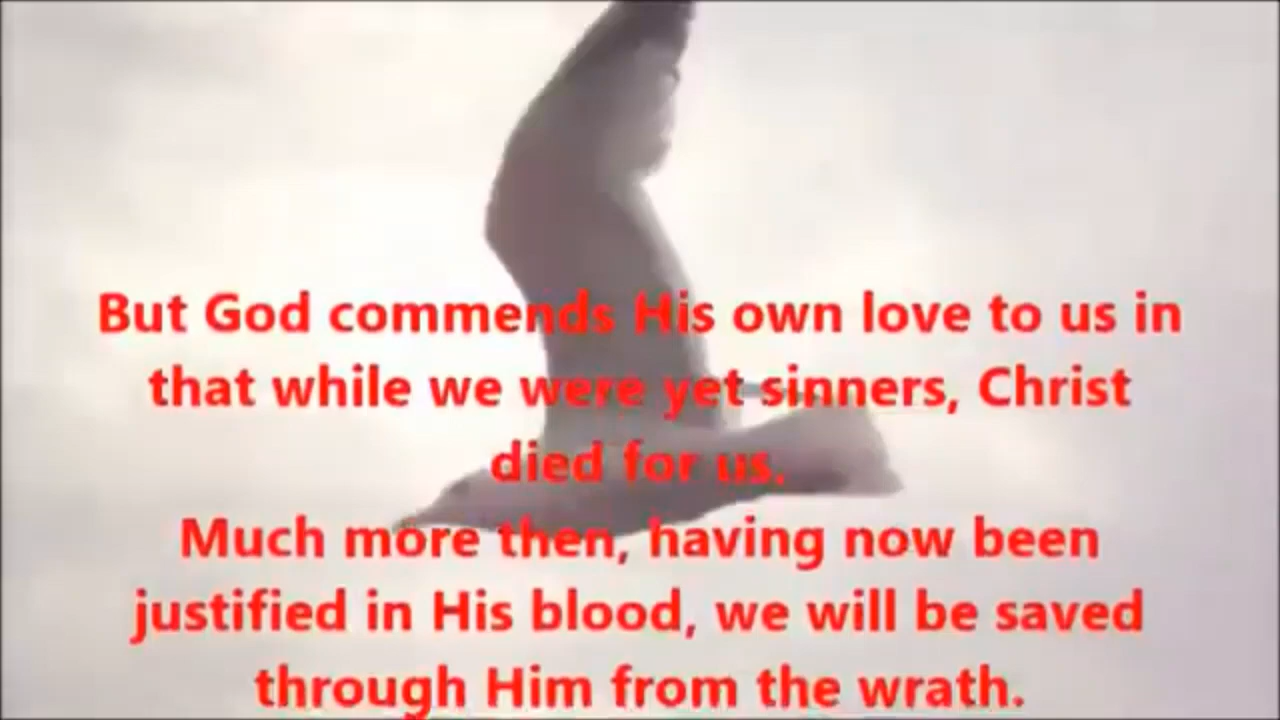 But God commends His own love to us in
that while we were yet sinners, Christ
died for us.
Much more then, having now been
justified in His blood, we will be saved
through Him from the wrath.